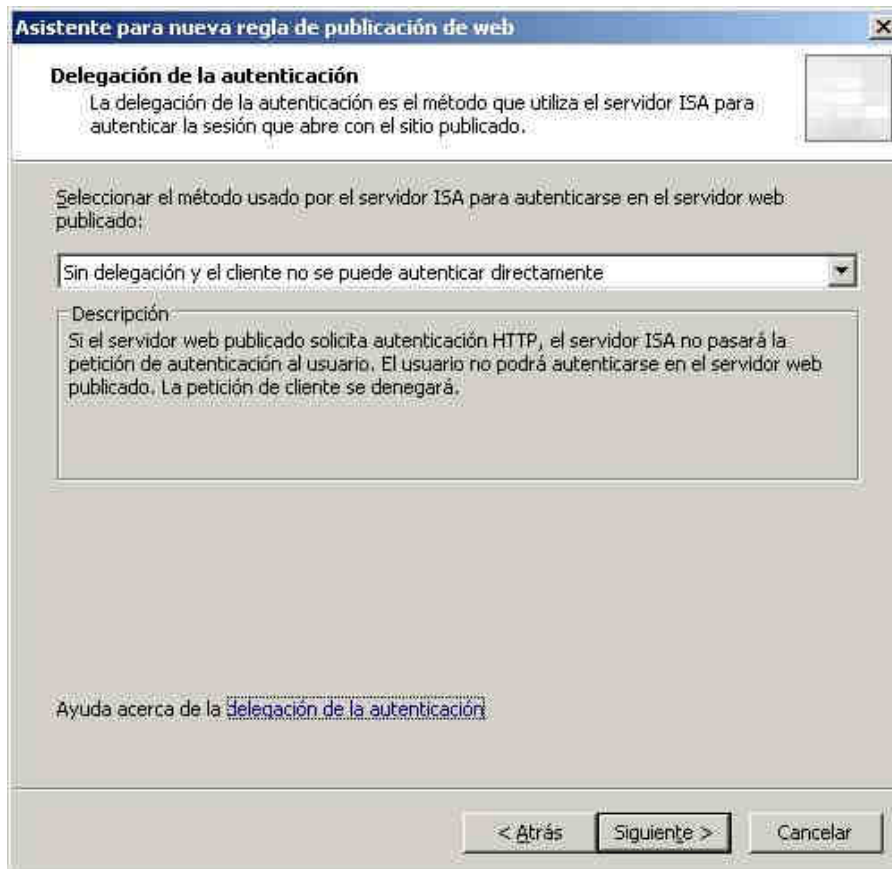 Asistente para nueva regla de publicación de web
Delegación de la autenticación
La delegación de la autenticación es el método que utiliza el servidor ISA para
autenticar la sesión que abre con el sitio publicado.
Seleccionar el método usado por el servidor ISA para autenticarse en el servidor web
publicado:
Sin delegación y el cliente no se puede autenticar directamente
Descripción
Si el servidor web publicado solicita autenticación HTTP, el servidor ISA no pasará la
petición de autenticación al usuario. El usuario no podrá autenticarse en el servidor web
publicado. La petición de cliente se denegará.
Ayuda acerca de la delegación de la autenticación
< Atrás Siguiente > Cancelar